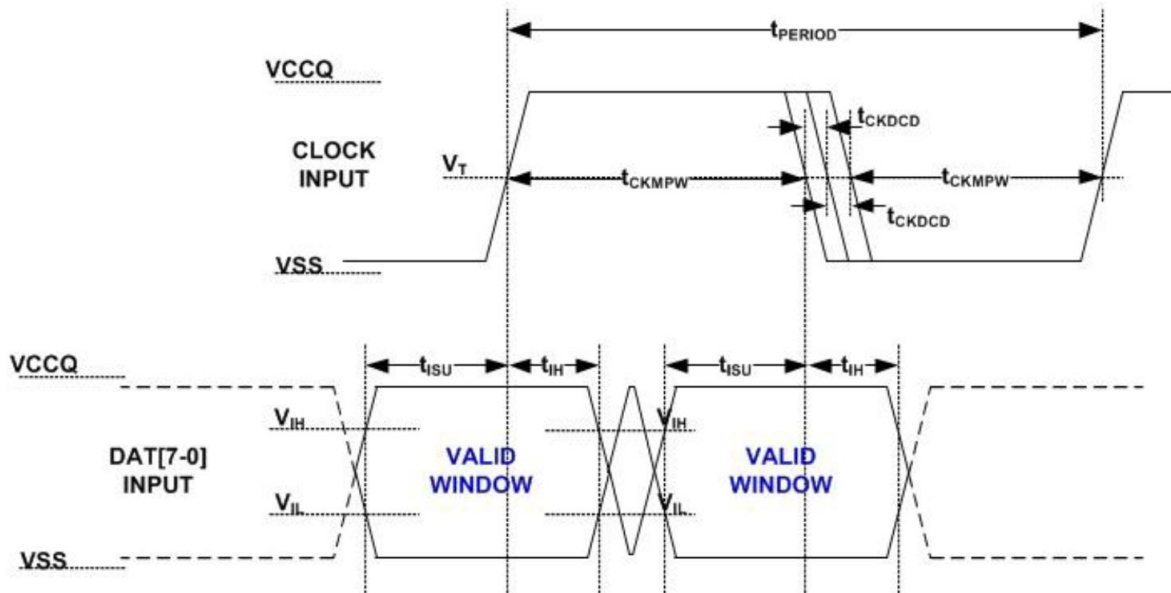 tPERIOD
VCCQ
tCKDCD
CLOCK
INPUT
VT
tCKMPW
tCKMPW
tCKDCD
VSS
VCCQ
tISU
tIH
tISU
tIH
VIH
VIH
DAT[7-0]
INPUT
VALID
WINDOW
VALID
WINDOW
VIL
VIL
VSS